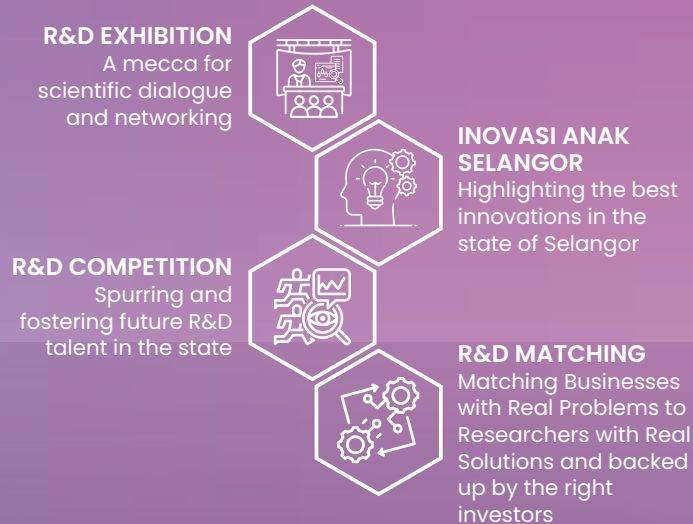 R&D EXHIBITION
A mecca for
scientific dialogue
and networking
INOVASI ANAK
SELANGOR
Highlighting the best
innovations in the
state of Selangor
R&D COMPETITION
Spurring and
fostering future R&D
talent in the state
R&D MATCHING
Matching Businesses
with Real Problems to
Researchers with Real
Solutions and backed
up by the right
investors